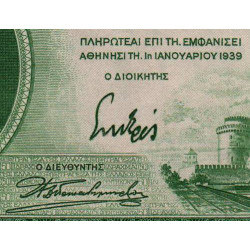 ΠΛΗΡΩΤΕΑΙ ΕΠΙ ΤΗ, ΕΜΦΑΝΙΣΕΙ
ΑΘΗΝΗΣΙ ΤΗ, 1Η ΙΑΝΟΥΑΡΙΟΥ 1939
Ο ΔΙΟΙΚΗΤΗΣ
Ο ΔΙΕΥΘΥΝΤΗΣ